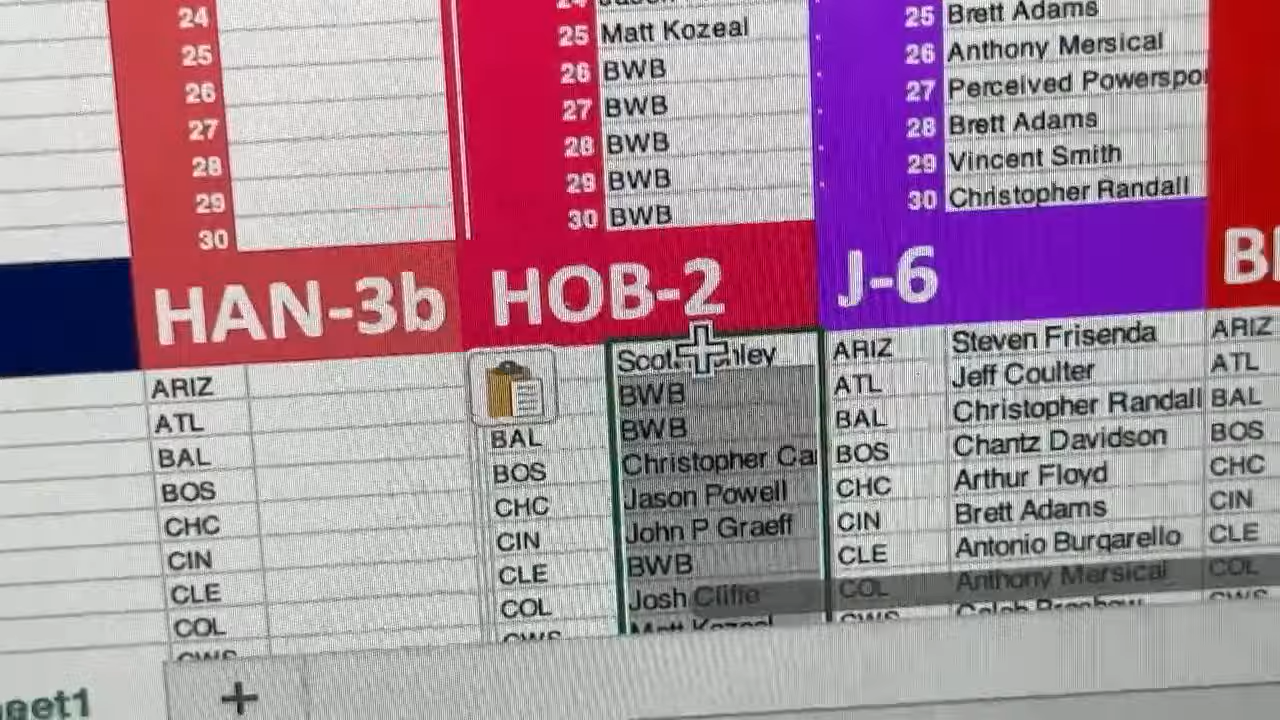 24
25
26
27
28
29
30
HAN-3b
ARIZ
ATL
BAL
BOS
CHC
CIN
CLE
COL
25 Matt Kozeal
26 BWB
27 BWB
28 BWB
29 BWB
30 BWB
HOB-2
BWB
BWB
BAL Christopher Ca
BOS Jason Powell
CHC John P Graeff
CIN BWB
CLE Josh Cliffe
COL Matt Kozeal
25 Brett Adams
26 Anthony Mersical
27 Perceived Powerspo
28 Brett Adams
29 Vincent Smith
30 Christopher Randall
J-6
ARIZ Steven Frisenda
ATL Jeff Coulter
BAL Christopher Randall
BOS Chantz Davidson
CHC Arthur Floyd
CIN Brett Adams
CLE Antonio Burgarello
COL Anthony Mersical
CWS
ARIZ
ATL
BAL
BOS
CHC
CIN
CLE
COL
CWS
+